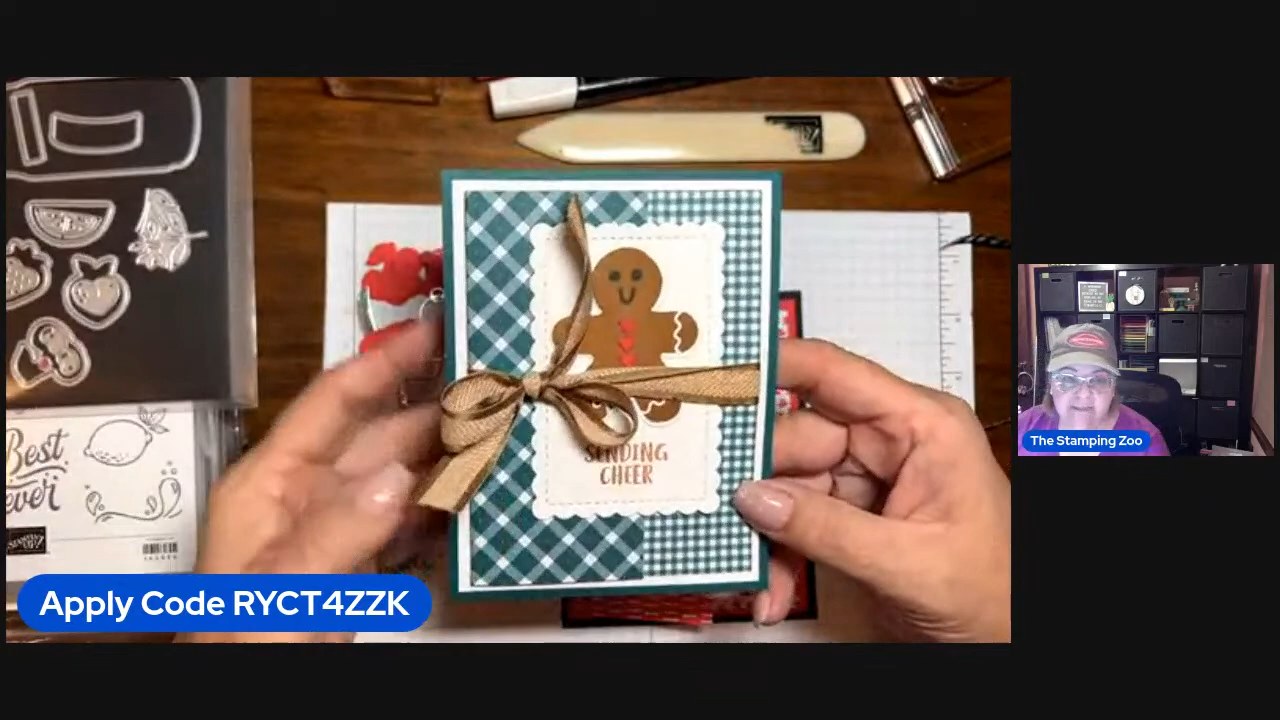 SENDING
CHEER
Best
ever
Apply Code RYCT4ZZK
The Stamping Zoo